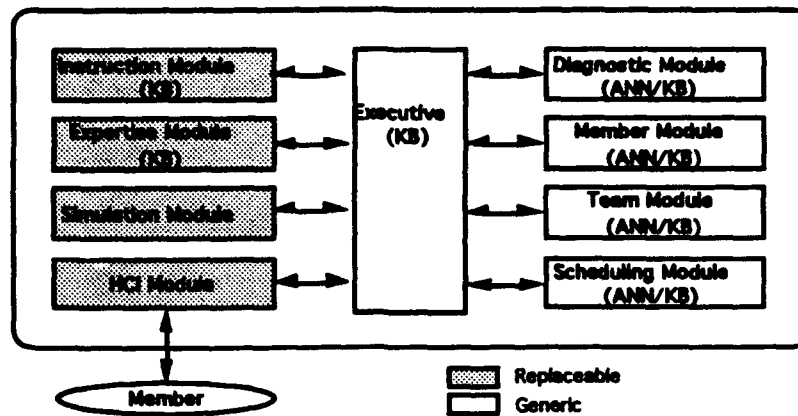 Instruction Module
(KB)
Expertise Module
(KB)
Simulation Module
HCI Module
Executive
(KB)
Diagnostic Module
(ANN/KB)
Member Module
(ANN/KB)
Team Module
(ANN/KB)
Scheduling Module
(ANN/KB)
Member
Replaceable
Generic